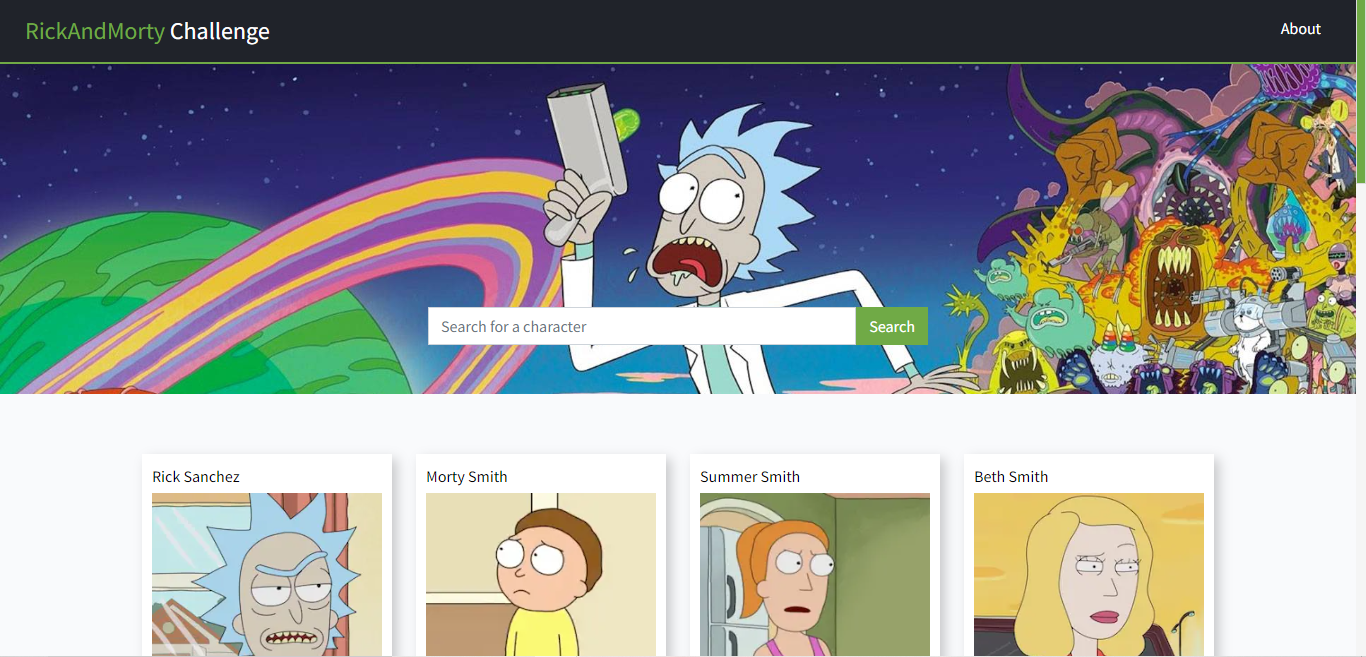 RickAndMorty Challenge
About
Search for a character
Search
Rick Sanchez
Morty Smith
Summer Smith
Beth Smith